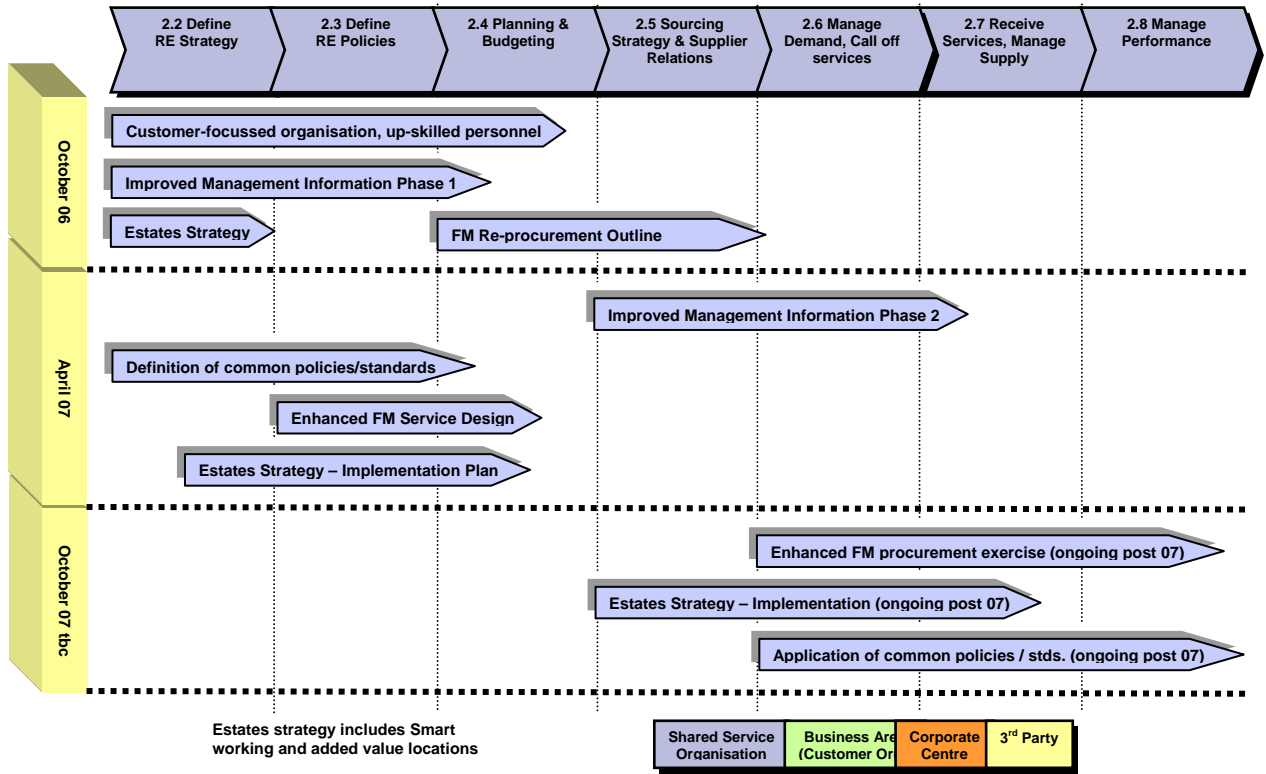 2.2 Define
RE Strategy
2.3 Define
RE Policies
2.4 Planning &
Budgeting
2.5 Sourcing
Strategy & Supplier
Relations
2.6 Manage
Demand, Call off
services
2.7 Receive
Services, Manage
Supply
2.8 Manage
Performance
October 06
Customer-focussed organisation, up-skilled personnel
Improved Management Information Phase 1
Estates Strategy
FM Re-procurement Outline
April 07
Improved Management Information Phase 2
Definition of common policies/standards
Enhanced FM Service Design
Estates Strategy – Implementation Plan
October 07 tbc
Enhanced FM procurement exercise (ongoing post 07)
Estates Strategy – Implementation (ongoing post 07)
Application of common policies / stds. (ongoing post 07)
Estates strategy includes Smart
working and added value locations
Shared Service
Organisation
Business Are
(Customer Or
Corporate
Centre
3rd Party